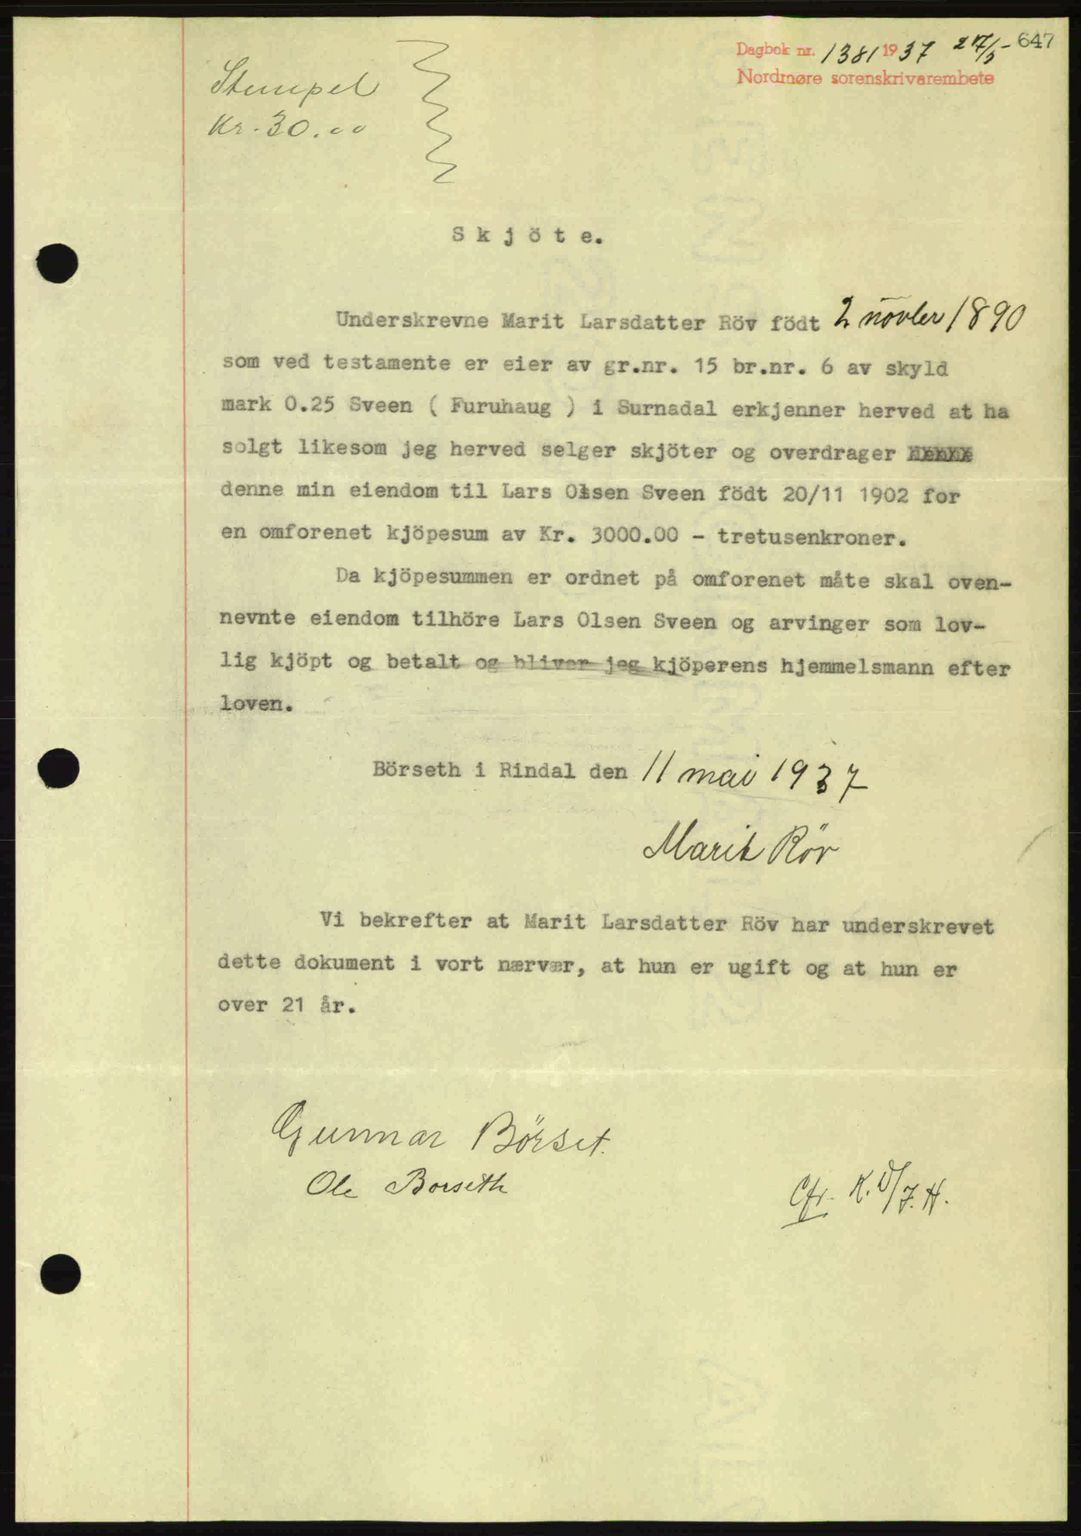 Dagbok nr. 1381 1937 27/5- 647
Nordmøre sorenskriverembete
Stempel
Kr. 30.00
Skjöte.
Underskrevne Marit Larsdatter Röv födt 2 novber 1890
som ved testamente er eier av gr.nr. 15 br.nr. 6 av skyld
mark 0.25 Sveen ( Furuhaug ) i Surnadal erkjenner herved at ha
solgt likesom jeg herved selger skjöter og overdrager
denne min eiendom til Lars Olsen Sveen födt 20/11 1902 for
en omforenet kjöpesum av Kr. 3000.00 - tretusenkroner.
Da kjöpesummen er ordnet på omforenet måte skal oven-
nevnte eiendom tilhöre Lars Olsen Sveen og arvinger som lov-
lig kjöpt og betalt og bliver jeg kjöperens hjemmelsmann efter
loven.
Börseth i Rindal den 11 mai 1937
Marit Röv
Vi bekrefter at Marit Larsdatter Röv har underskrevet
dette dokument i vort nærvær, at hun er ugift og at hun er
over 21 år.
Gunnar Börset.
Ole Borseth
Cfr. K.